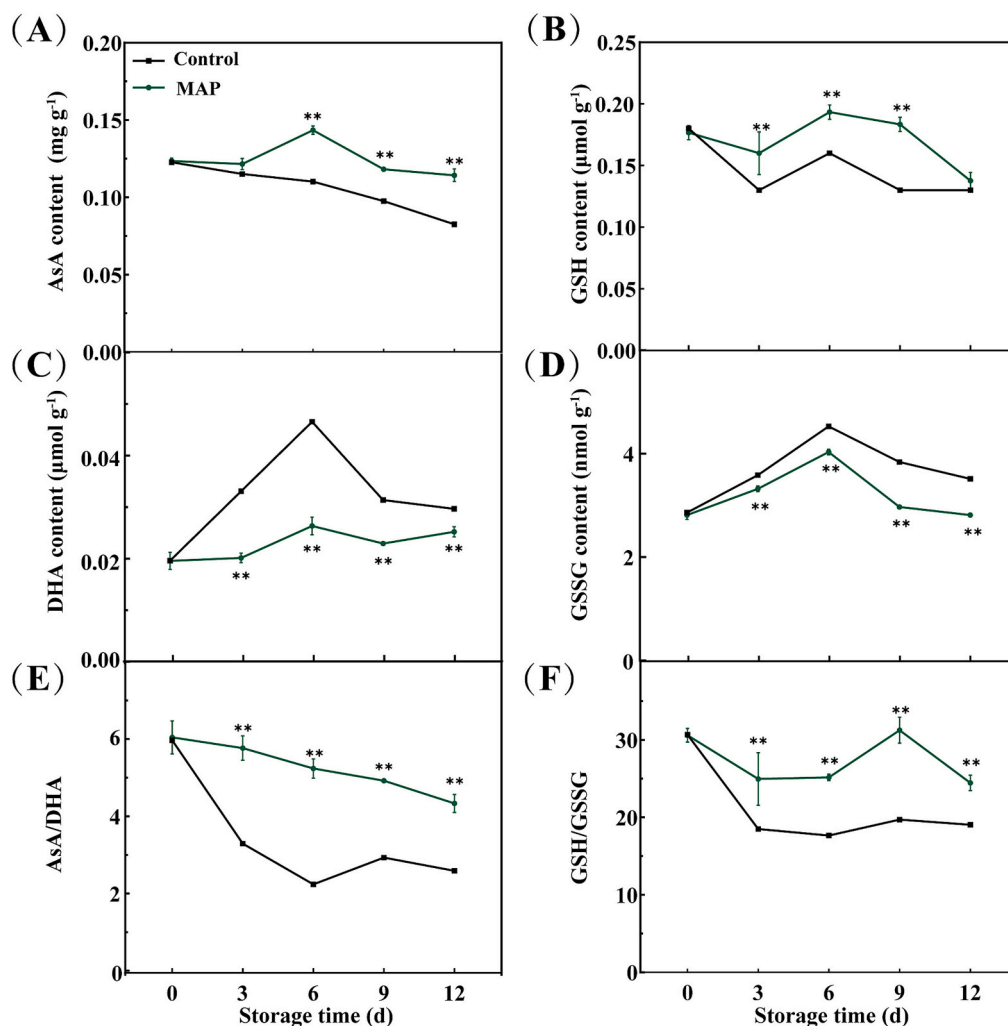 (A)
0.20
0.15
0.10
0.05
0.00
AsA content (mg g⁻¹)
Control
MAP
**
**
**
(B)
0.25
0.20
0.15
0.10
0.05
0.00
GSH content (μmol g⁻¹)
**
**
**
(C)
0.04
0.02
0.00
DHA content (μmol g⁻¹)
**
**
**
**
(D)
4
2
0
GSSG content (nmol g⁻¹)
**
**
**
**
(E)
6
4
2
0
AsA/DHA
**
**
**
**
0 3 6 9 12
Storage time (d)
(F)
30
20
10
0
GSH/GSSG
**
**
**
**
0 3 6 9 12
Storage time (d)